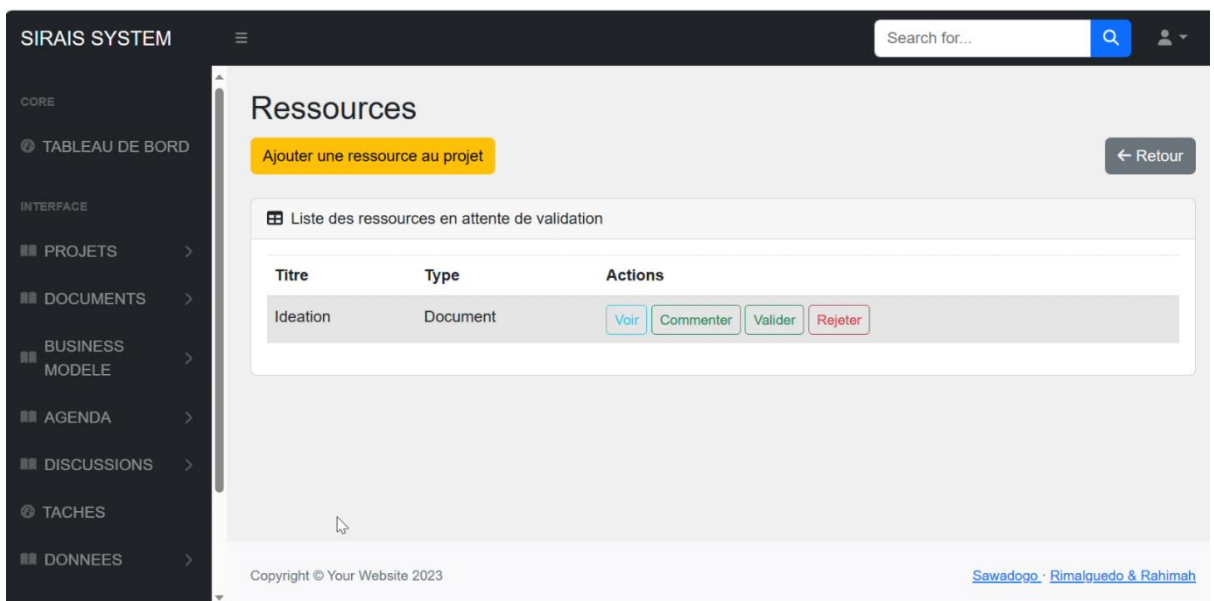 SIRAIS SYSTEM
Search for...
CORE
TABLEAU DE BORD
INTERFACE
PROJETS
DOCUMENTS
BUSINESS
MODELE
AGENDA
DISCUSSIONS
TACHES
DONNEES
Ressources
Ajouter une ressource au projet
← Retour
Liste des ressources en attente de validation
Titre Type Actions
Ideation Document Voir Commenter Valider Rejeter
Copyright © Your Website 2023
Sawadogo · Rimalguedo & Rahimah